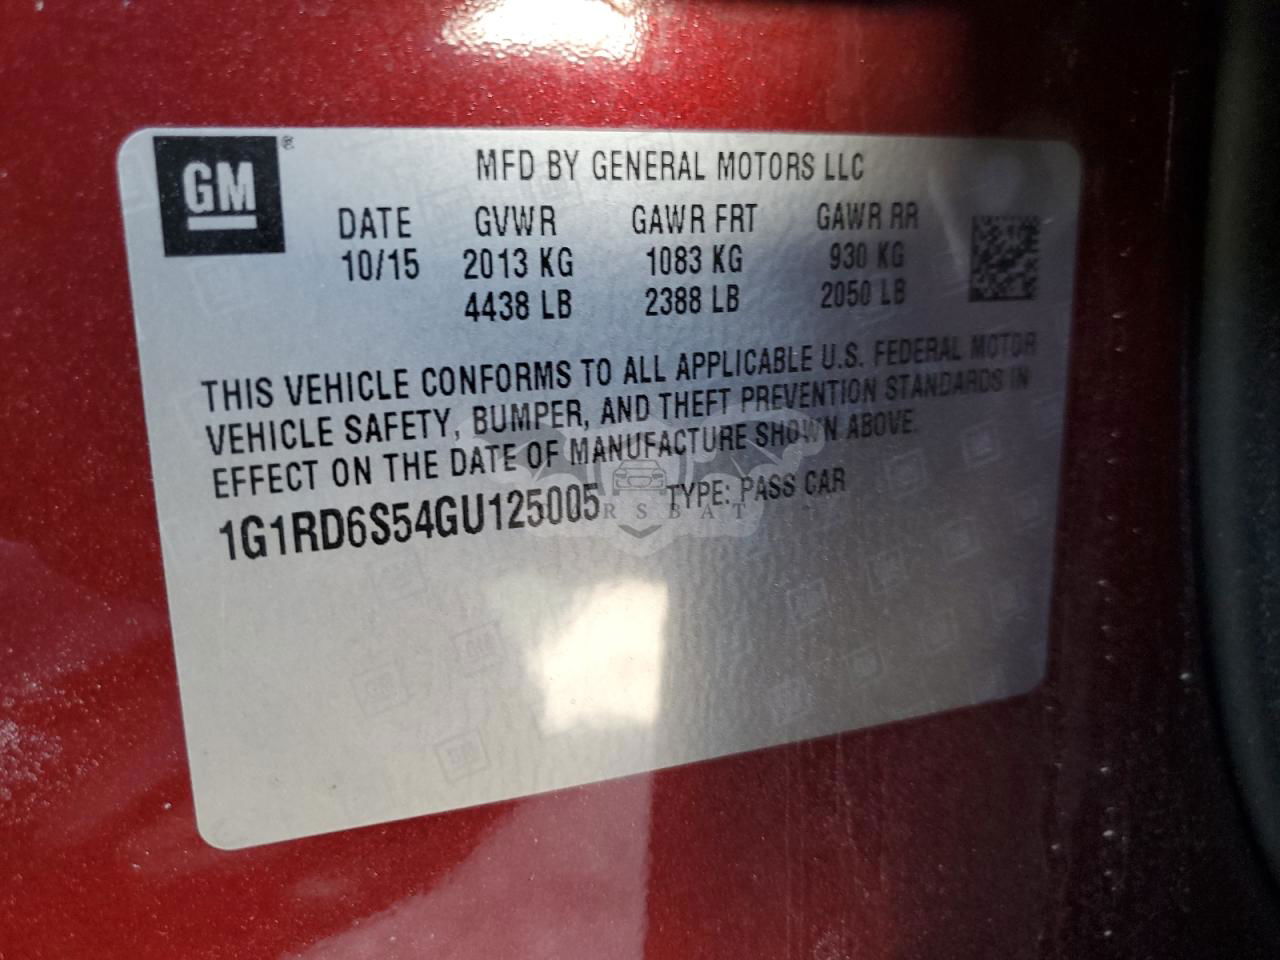 GM ®
MFD BY GENERAL MOTORS LLC
DATE GVWR GAWR FRT GAWR RR
10/15 2013 KG 1083 KG 930 KG
4438 LB 2388 LB 2050 LB
THIS VEHICLE CONFORMS TO ALL APPLICABLE U.S. FEDERAL MOTOR
VEHICLE SAFETY, BUMPER, AND THEFT PREVENTION STANDARDS IN
EFFECT ON THE DATE OF MANUFACTURE SHOWN ABOVE.
1G1RD6S54GU125005 TYPE: PASS CAR
RSBAT